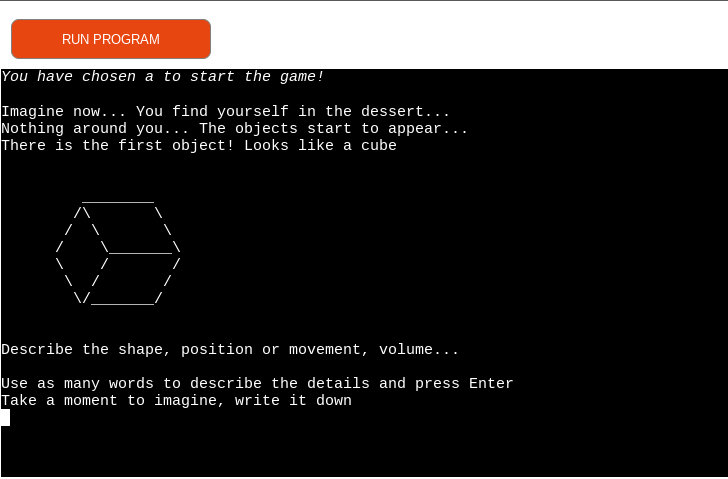 RUN PROGRAM
You have chosen a to start the game!
Imagine now... You find yourself in the dessert...
Nothing around you... The objects start to appear...
There is the first object! Looks like a cube
Describe the shape, position or movement, volume...
Use as many words to describe the details and press Enter
Take a moment to imagine, write it down